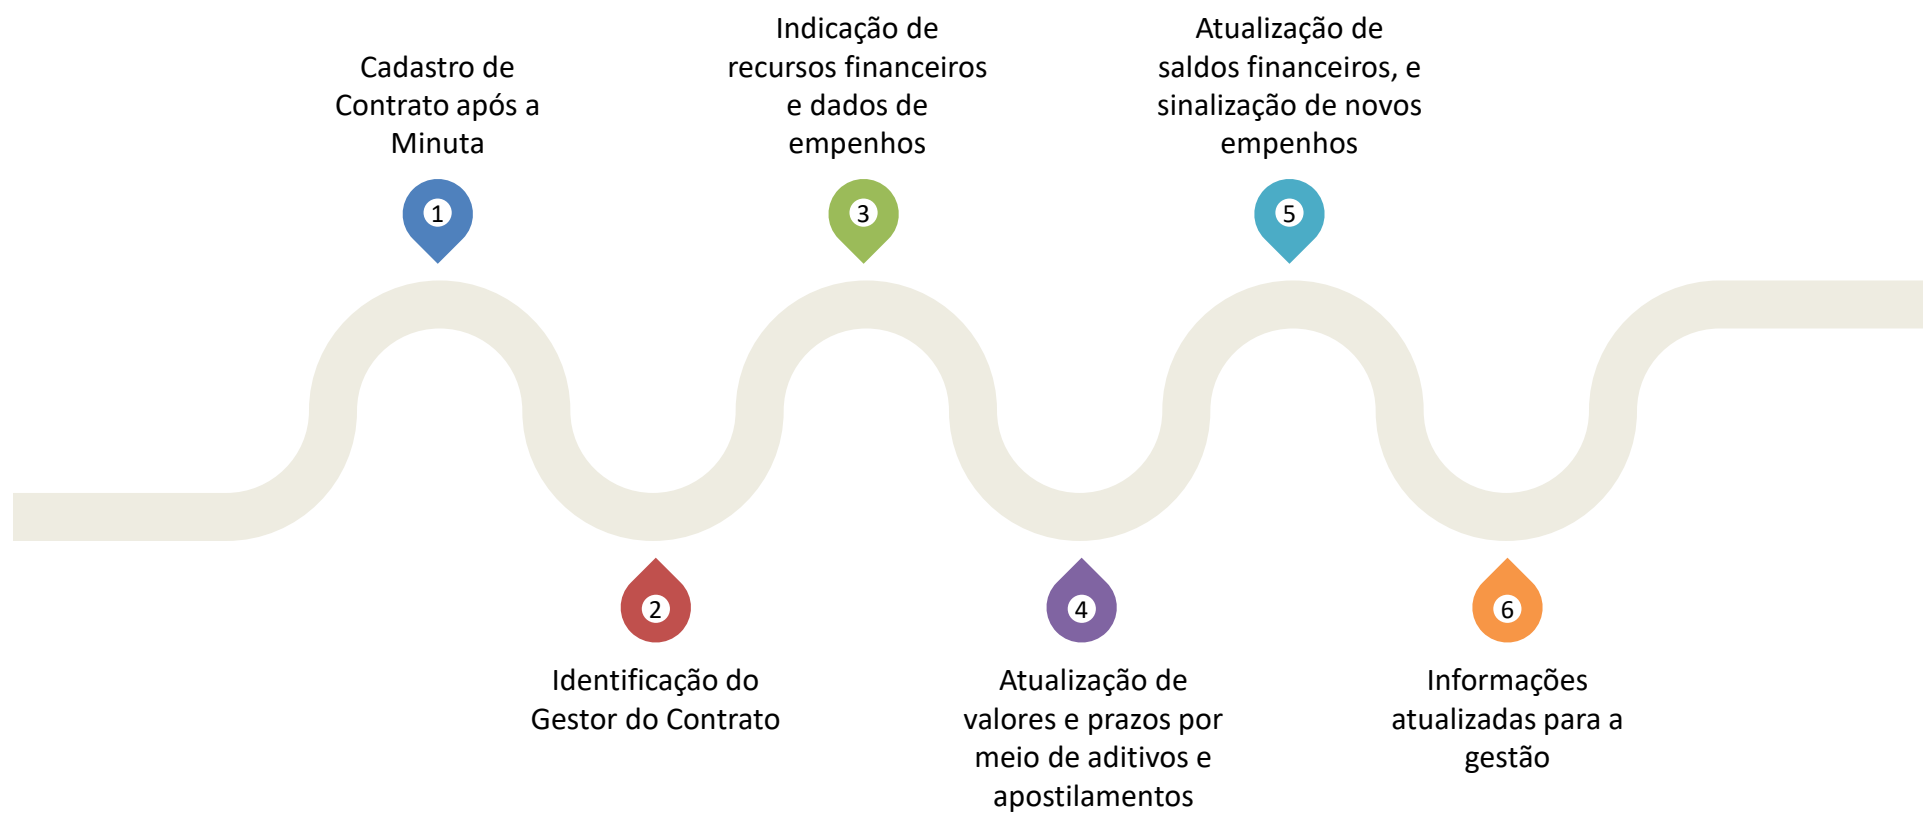 Cadastro de
Contrato após a
Minuta
1
Identificação do
Gestor do Contrato
2
Indicação de
recursos financeiros
e dados de
empenhos
3
Atualização de
valores e prazos por
meio de aditivos e
apostilamentos
4
Atualização de
saldos financeiros, e
sinalização de novos
empenhos
5
Informações
atualizadas para a
gestão
6